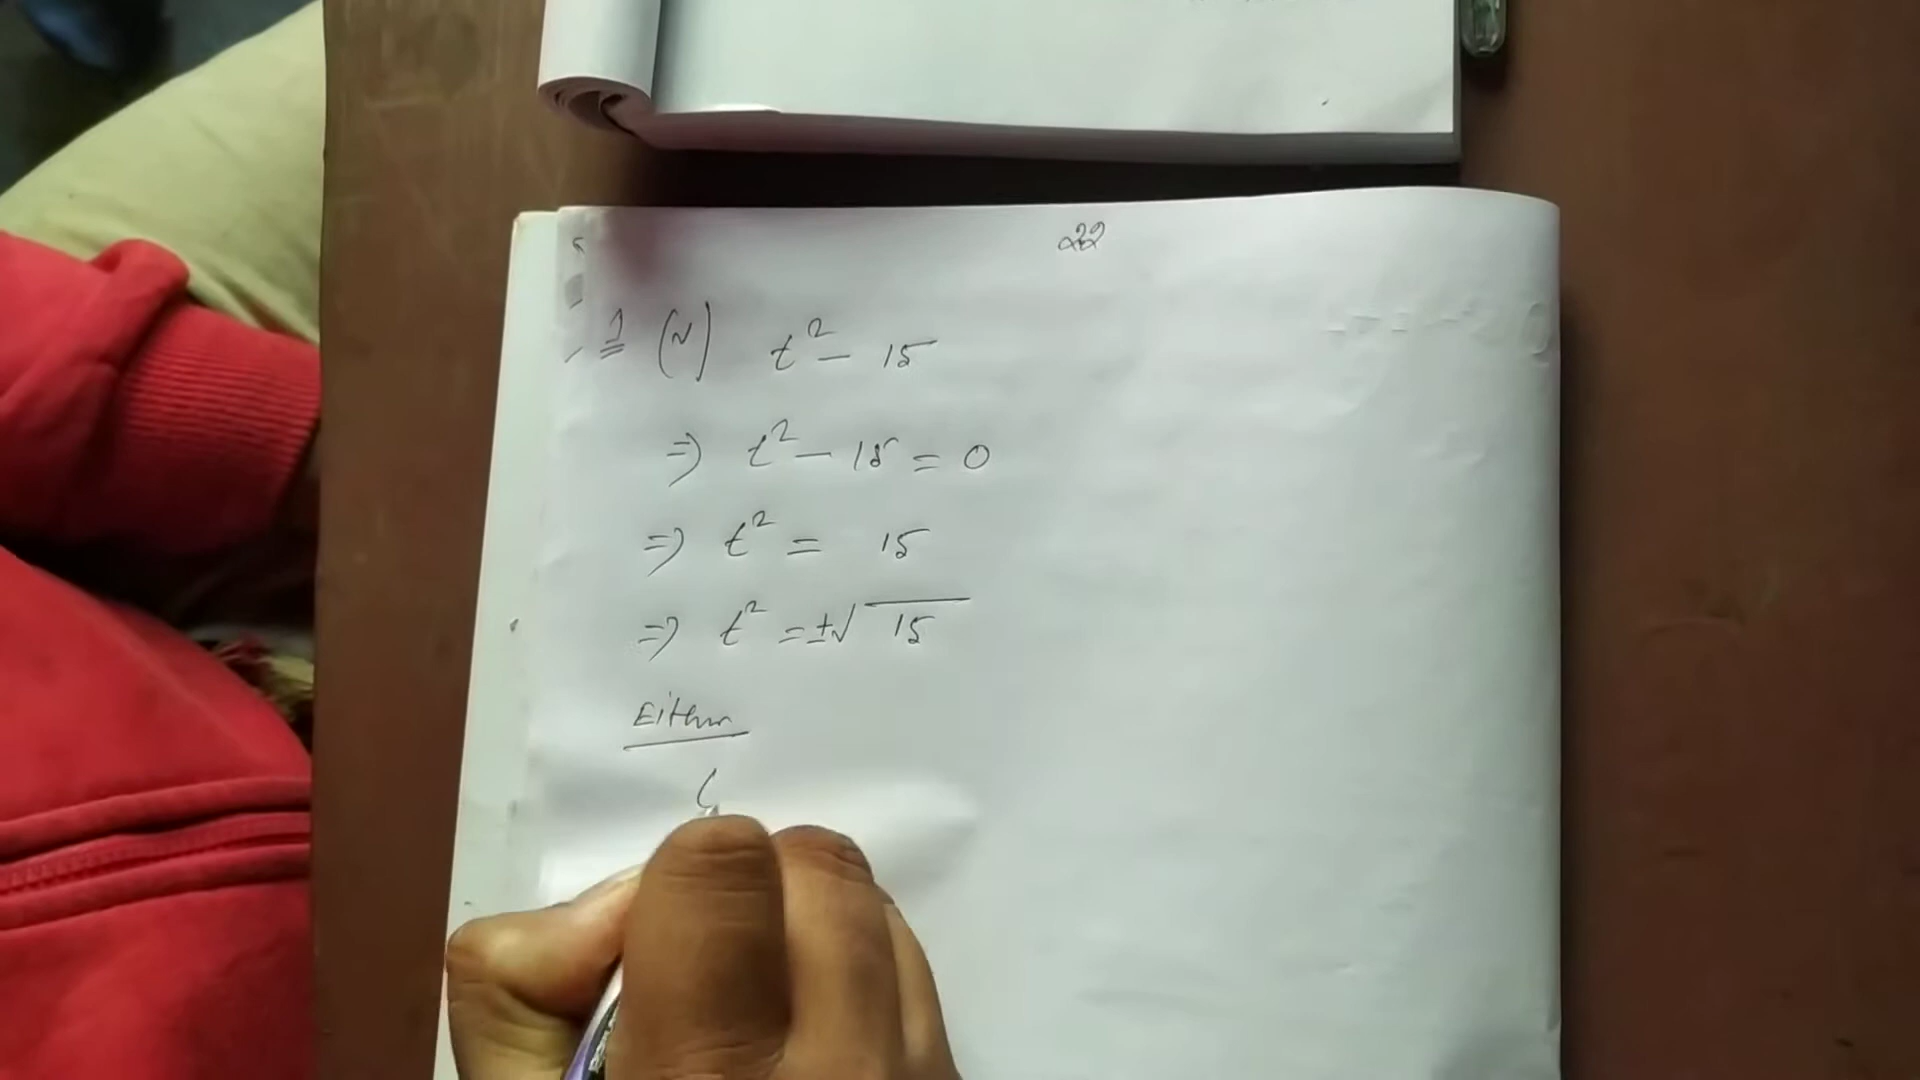 22
1 (v) t² - 15
⇒ t² - 15 = 0
⇒ t² = 15
⇒ t² = ±√15
Either
(